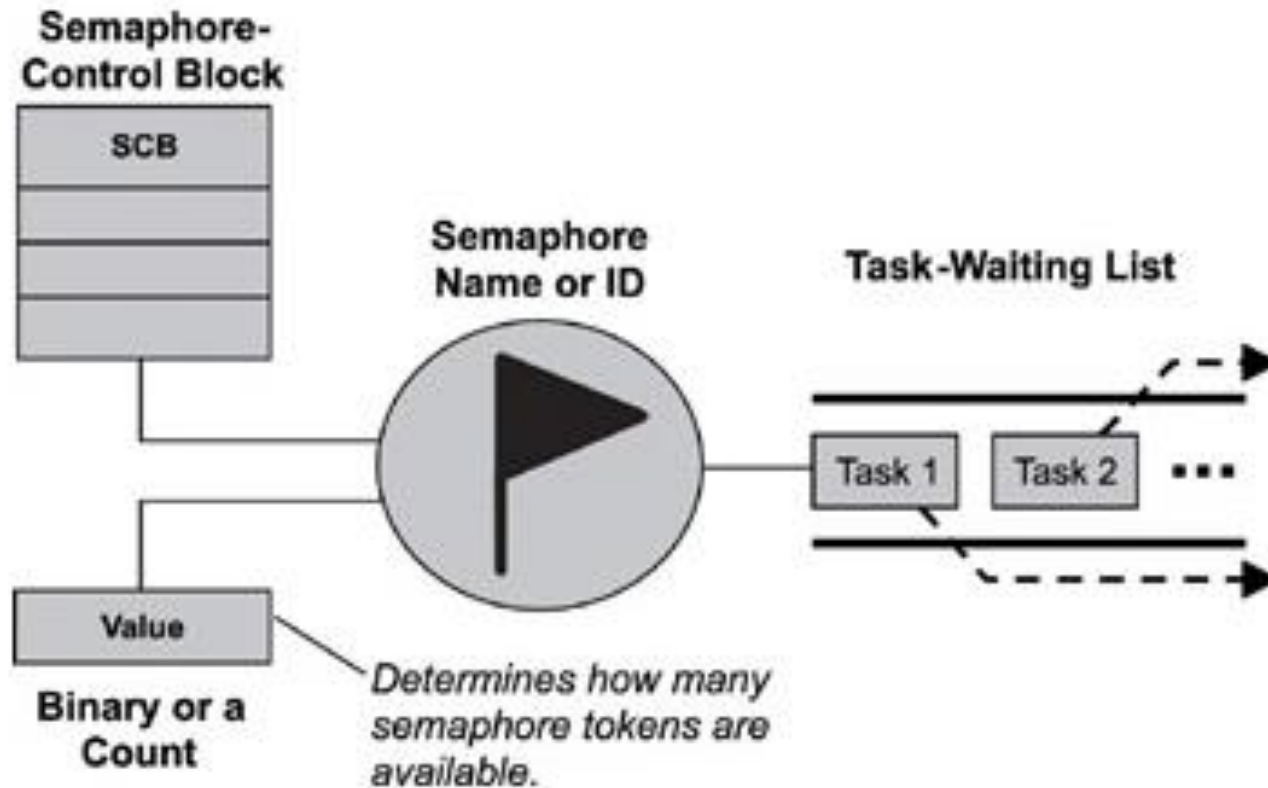 Semaphore-
Control Block
SCB
Semaphore
Name or ID
Task-Waiting List
Task 1
Task 2
Value
Binary or a
Count
Determines how many
semaphore tokens are
available.